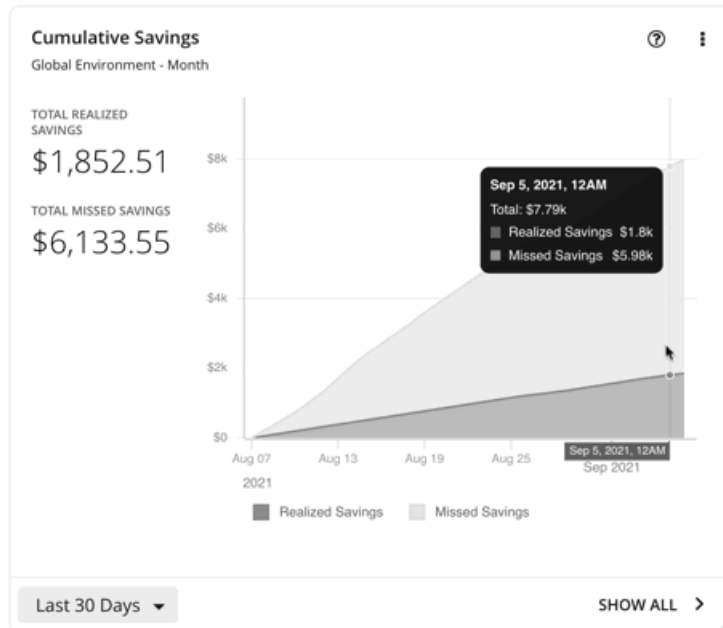 Cumulative Savings
Global Environment - Month
TOTAL REALIZED
SAVINGS
$1,852.51
TOTAL MISSED SAVINGS
$6,133.55
$8k
$6k
$4k
$2k
$0
Sep 5, 2021, 12AM
Total: $7.79k
Realized Savings $1.8k
Missed Savings $5.98k
Aug 07
Aug 13
Aug 19
Aug 25
Sep 5, 2021, 12AM
2021
Sep 2021
Realized Savings
Missed Savings
Last 30 Days
SHOW ALL